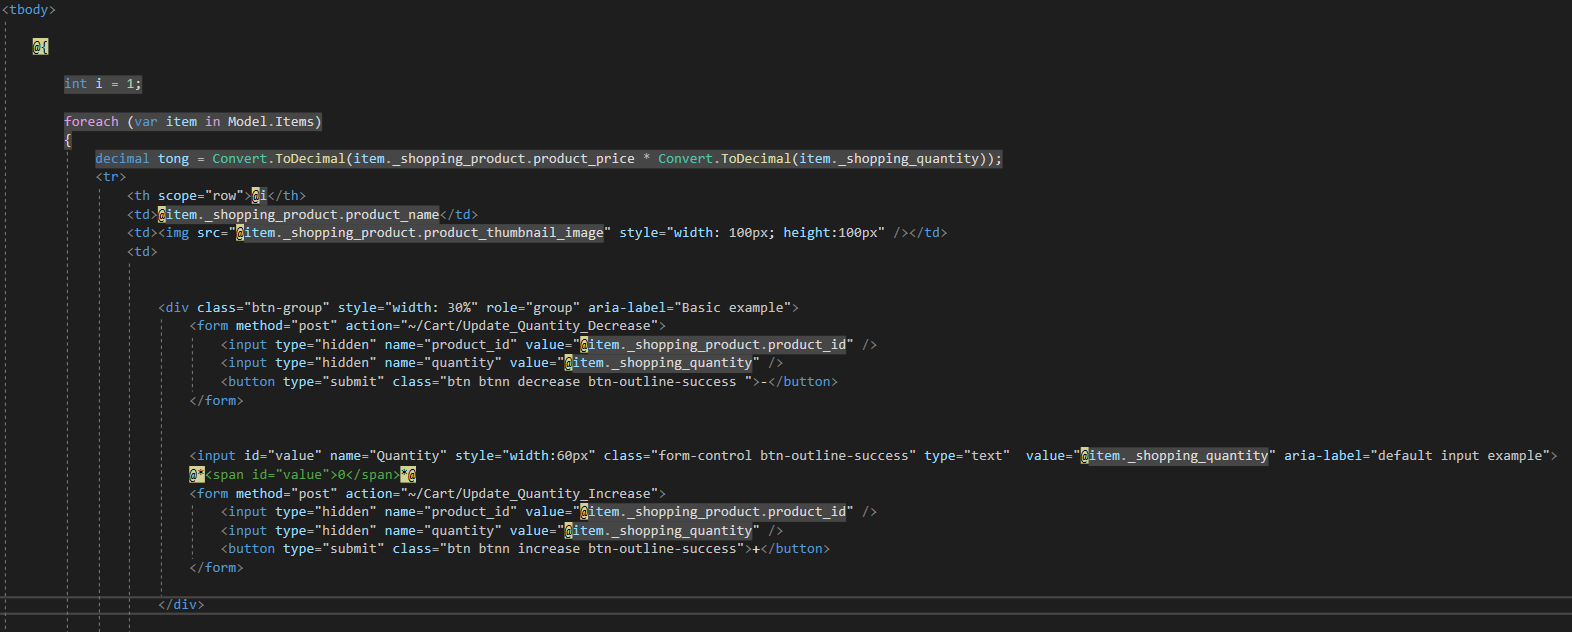 <tbody>
@{
int i = 1;
foreach (var item in Model.Items)
{
decimal tong = Convert.ToDecimal(item._shopping_product.product_price * Convert.ToDecimal(item._shopping_quantity));
<tr>
<th scope="row">@i</th>
<td>@item._shopping_product.product_name</td>
<td><img src="@item._shopping_product.product_thumbnail_image" style="width: 100px; height:100px" /></td>
<td>
<div class="btn-group" style="width: 30%" role="group" aria-label="Basic example">
<form method="post" action="~/Cart/Update_Quantity_Decrease">
<input type="hidden" name="product_id" value="@item._shopping_product.product_id" />
<input type="hidden" name="quantity" value="@item._shopping_quantity" />
<button type="submit" class="btn btnn decrease btn-outline-success ">-</button>
</form>
<input id="value" name="Quantity" style="width:60px" class="form-control btn-outline-success" type="text"  value="@item._shopping_quantity" aria-label="default input example">
@*<span id="value">0</span>*@
<form method="post" action="~/Cart/Update_Quantity_Increase">
<input type="hidden" name="product_id" value="@item._shopping_product.product_id" />
<input type="hidden" name="quantity" value="@item._shopping_quantity" />
<button type="submit" class="btn btnn increase btn-outline-success">+</button>
</form>
</div>